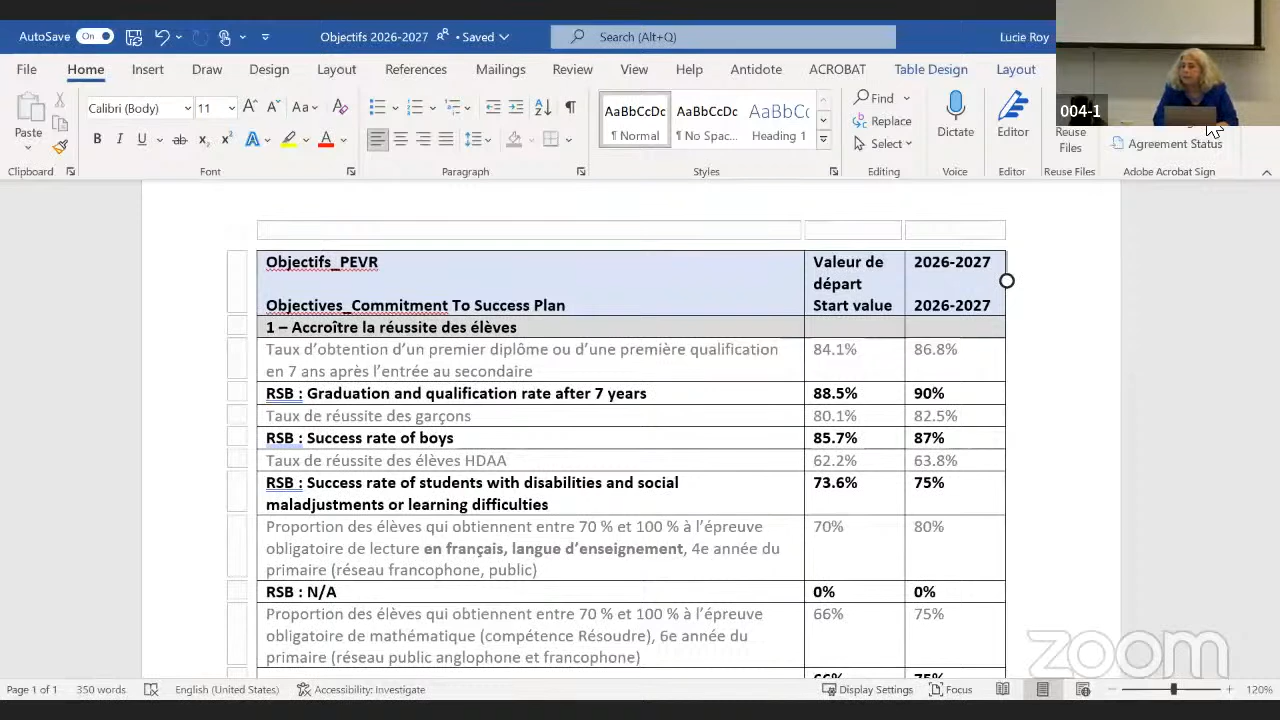 AutoSave On Objectifs 2026-2027 • Saved Search (Alt+Q) Lucie Roy
File Home Insert Draw Design Layout References Mailings Review View Help Antidote ACROBAT Table Design Layout
004-1
Paste
Calibri (Body) 11
AaBbCcDc AaBbCcDc AaBbCc
¶ Normal ¶ No Spac... Heading 1
Find
Replace
Select
Dictate
Editor
Reuse
Files
Agreement Status
Clipboard Font Paragraph Styles Editing Voice Editor Reuse Files Adobe Acrobat Sign
Objectifs_PEVR
Objectives_Commitment To Success Plan
Valeur de
départ
Start value
2026-2027
2026-2027
1 – Accroître la réussite des élèves
Taux d’obtention d’un premier diplôme ou d’une première qualification
en 7 ans après l’entrée au secondaire
84.1% 86.8%
RSB : Graduation and qualification rate after 7 years 88.5% 90%
Taux de réussite des garçons 80.1% 82.5%
RSB : Success rate of boys 85.7% 87%
Taux de réussite des élèves HDAA 62.2% 63.8%
RSB : Success rate of students with disabilities and social
maladjustments or learning difficulties
73.6% 75%
Proportion des élèves qui obtiennent entre 70 % et 100 % à l’épreuve
obligatoire de lecture en français, langue d’enseignement, 4e année du
primaire (réseau francophone, public)
70% 80%
RSB : N/A 0% 0%
Proportion des élèves qui obtiennent entre 70 % et 100 % à l’épreuve
obligatoire de mathématique (compétence Résoudre), 6e année du
primaire (réseau public anglophone et francophone)
66% 75%
zoom
Page 1 of 1 350 words English (United States) Accessibility: Investigate Display Settings Focus 120%